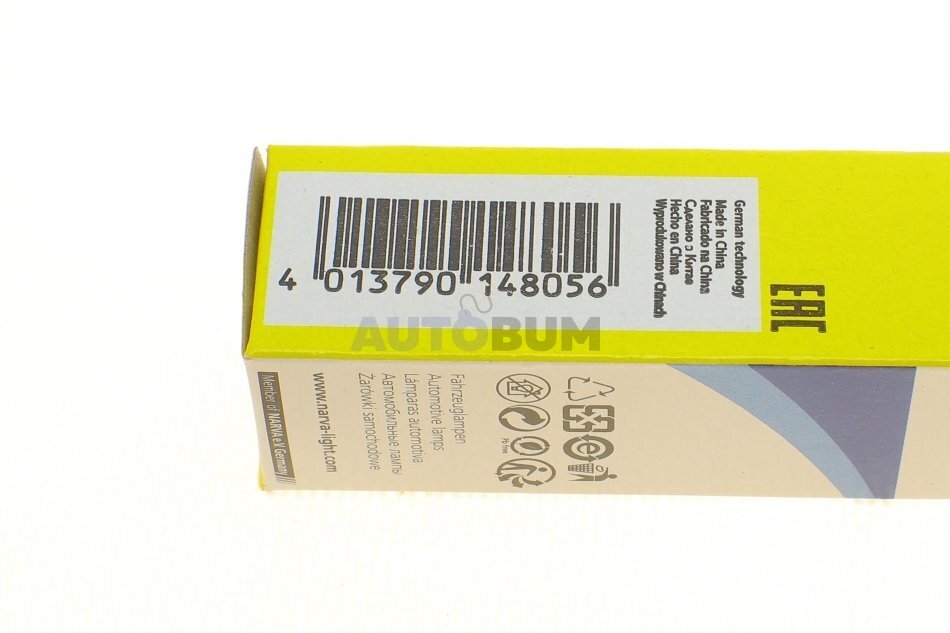 4 013790 148056
German technology
Made in China
Fabricado na China
Сделано в Китае
Hecho en China
Wyprodukowano w Chinach
EAC
AUTOBUM
Fahrzeuglampen
Automotive lamps
Lámparas automotiva
Автомобильные лампы
Żarówki samochodowe
www.narva-light.com
Member of NARVA e.V. Germany
Pb free